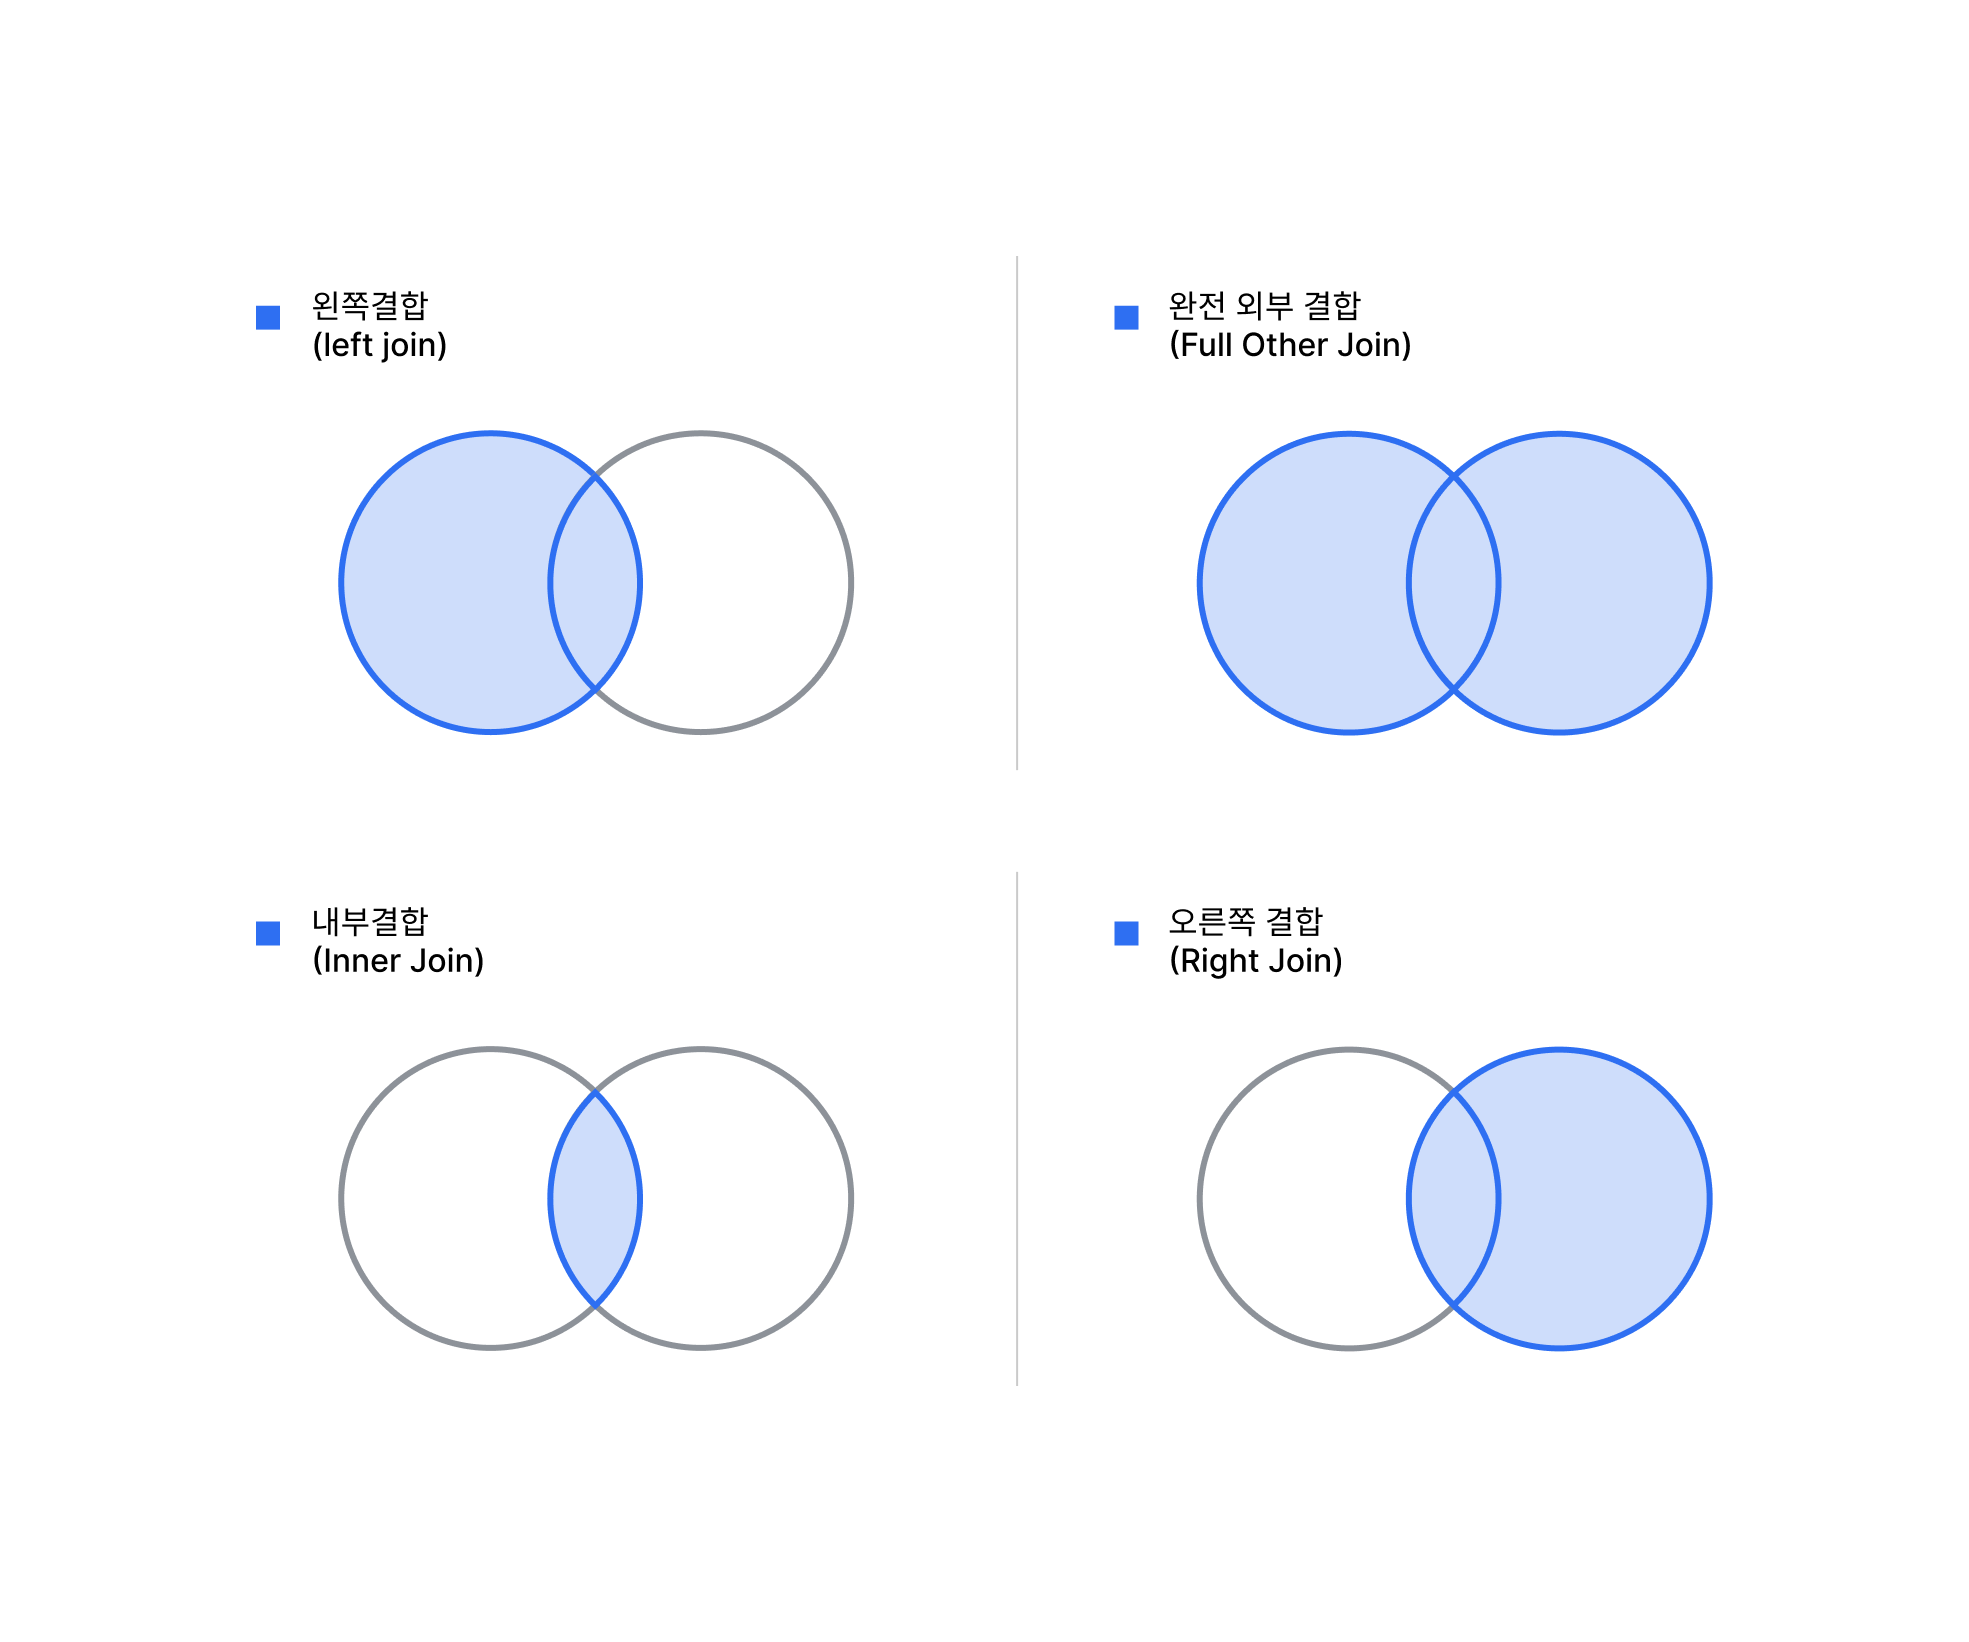 왼쪽결합
(left join)
완전 외부 결합
(Full Other Join)
내부결합
(Inner Join)
오른쪽 결합
(Right Join)